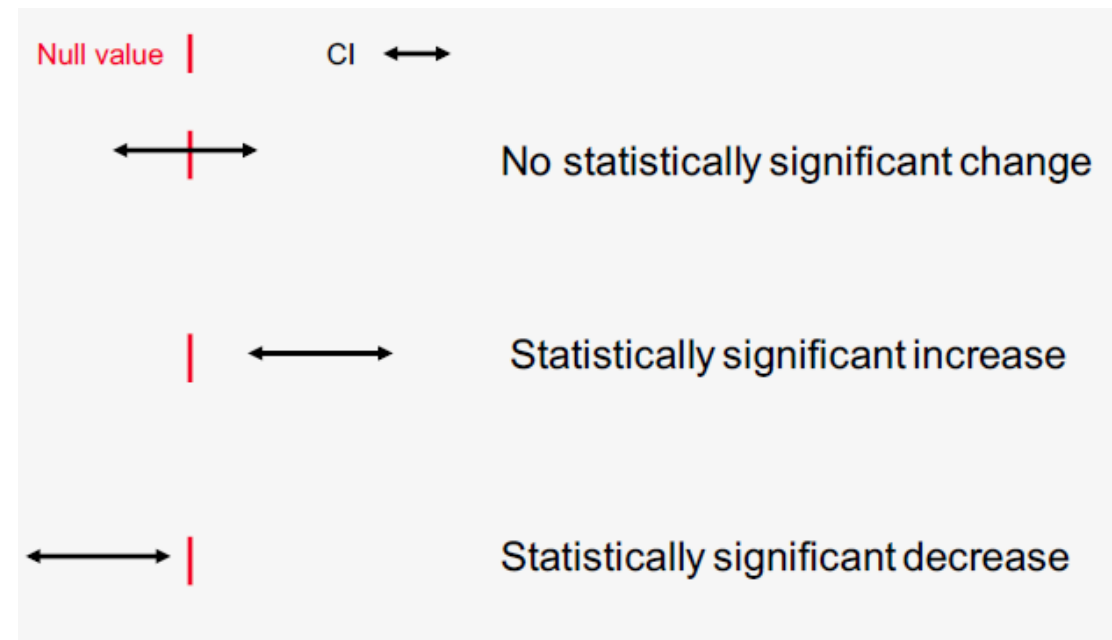 Null value CI
No statistically significant change
Statistically significant increase
Statistically significant decrease